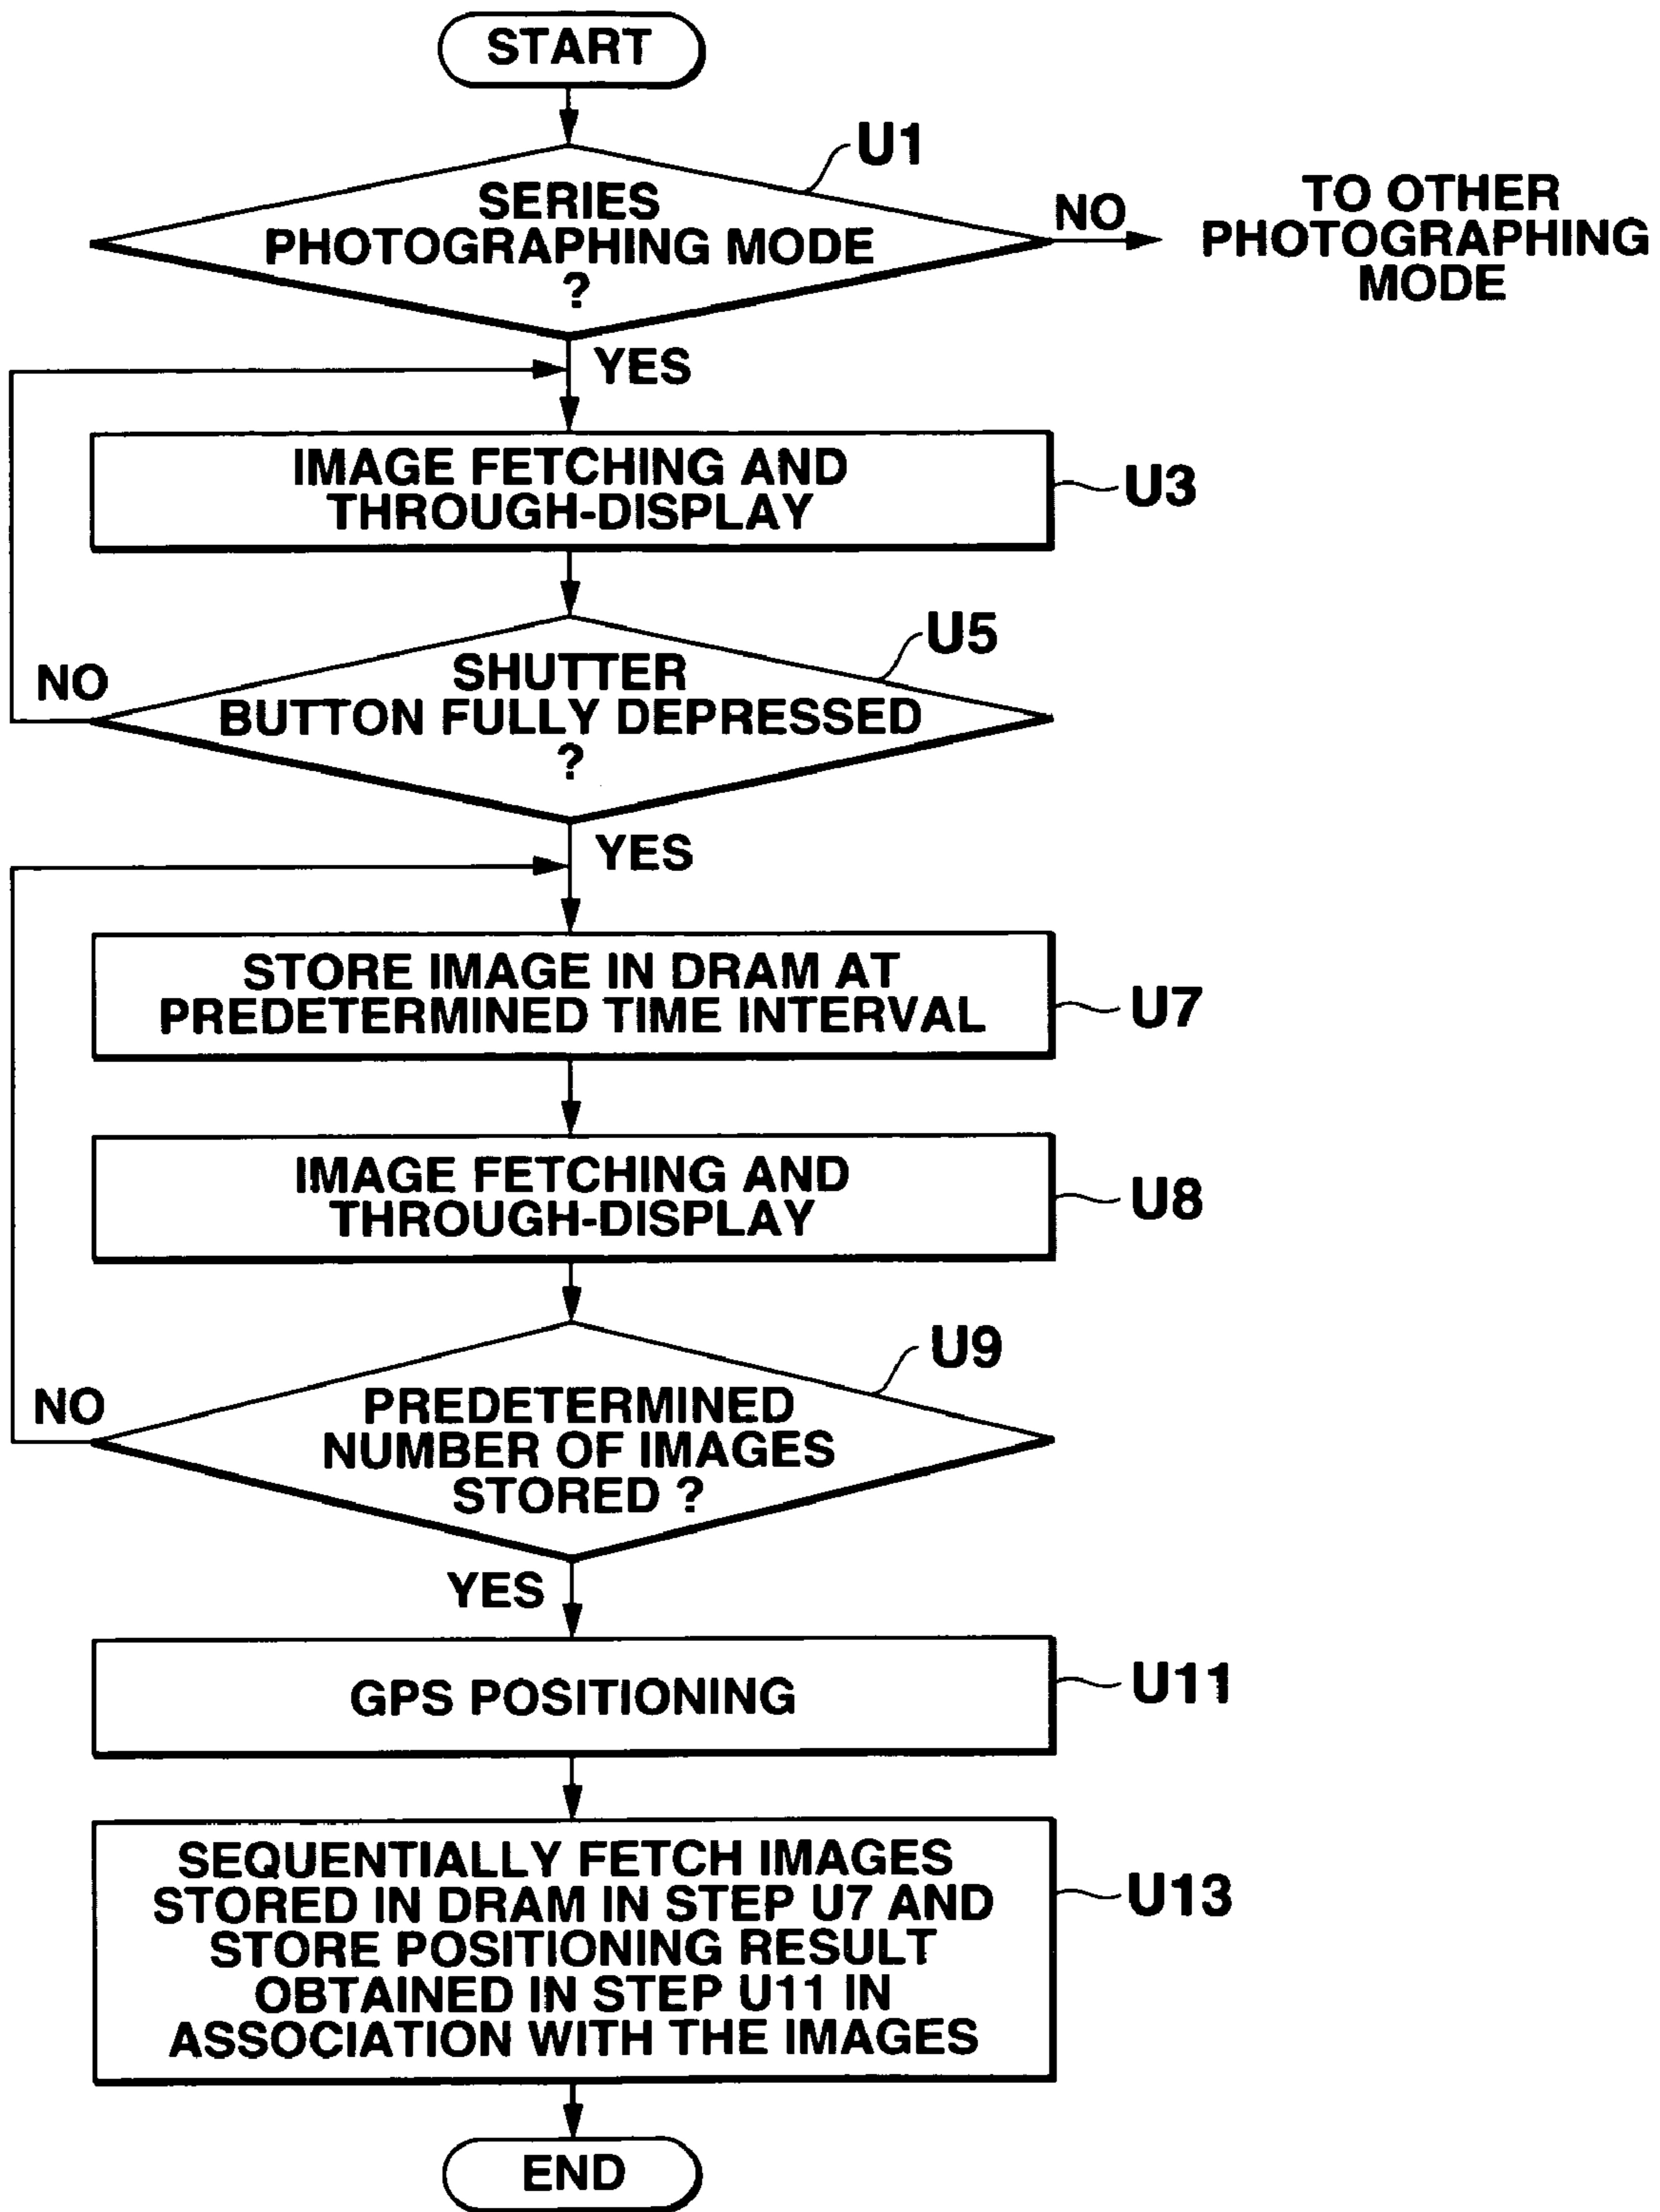 START
U1
SERIES
PHOTOGRAPHING MODE
?
NO
TO OTHER
PHOTOGRAPHING
MODE
YES
IMAGE FETCHING AND
THROUGH-DISPLAY
U3
U5
SHUTTER
BUTTON FULLY DEPRESSED
?
NO
YES
STORE IMAGE IN DRAM AT
PREDETERMINED TIME INTERVAL
U7
IMAGE FETCHING AND
THROUGH-DISPLAY
U8
U9
PREDETERMINED
NUMBER OF IMAGES
STORED ?
NO
YES
GPS POSITIONING
U11
SEQUENTIALLY FETCH IMAGES
STORED IN DRAM IN STEP U7 AND
STORE POSITIONING RESULT
OBTAINED IN STEP U11 IN
ASSOCIATION WITH THE IMAGES
U13
END